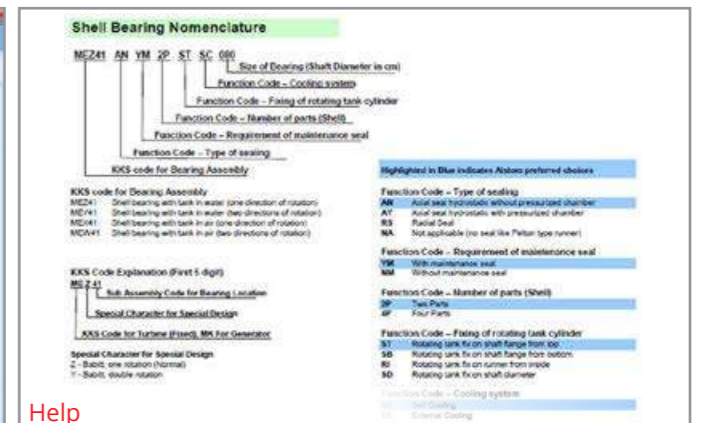 Shell Bearing Nomenclature
MEZ41 AN YM 2P ST SC 080
Size of Bearing (Shaft Diameter in cm)
Function Code – Cooling system
Function Code – Fixing of rotating tank cylinder
Function Code – Number of parts (Shell)
Function Code – Requirement of maintenance seal
Function Code – Type of sealing
KKS code for Bearing Assembly
KKS code for Bearing Assembly
MEZ41 Shell bearing with tank in water (one direction of rotation)
MEY41 Shell bearing with tank in water (two directions of rotation)
MEX41 Shell bearing with tank in air (one direction of rotation)
MEW41 Shell bearing with tank in air (two directions of rotation)
KKS Code Explanation (First 5 digit)
ME Z 41
Sub Assembly Code for Bearing Location
Special Character for Special Design
KKS Code for Turbine (Fixed), MK For Generator
Special Character for Special Design
Z - Babitt, one rotation (Normal)
Y - Babitt, double rotation
Highlighted in Blue indicates Alstom preferred choices
Function Code – Type of sealing
AN Axial seal hydrostatic without pressurized chamber
AY Axial seal hydrostatic with pressurized chamber
RS Radial Seal
NA Not applicable (no seal like Pelton type runner)
Function Code – Requirement of maintenance seal
YM With maintenance seal
NM Without maintenance seal
Function Code – Number of parts (Shell)
2P Two Parts
4P Four Parts
Function Code – Fixing of rotating tank cylinder
ST Rotating tank fix on shaft flange from top
SB Rotating tank fix on shaft flange from bottom
RI Rotating tank fix on runner from inside
SD Rotating tank fix on shaft diameter
Function Code – Cooling system
Self Cooling
External Cooling
Help